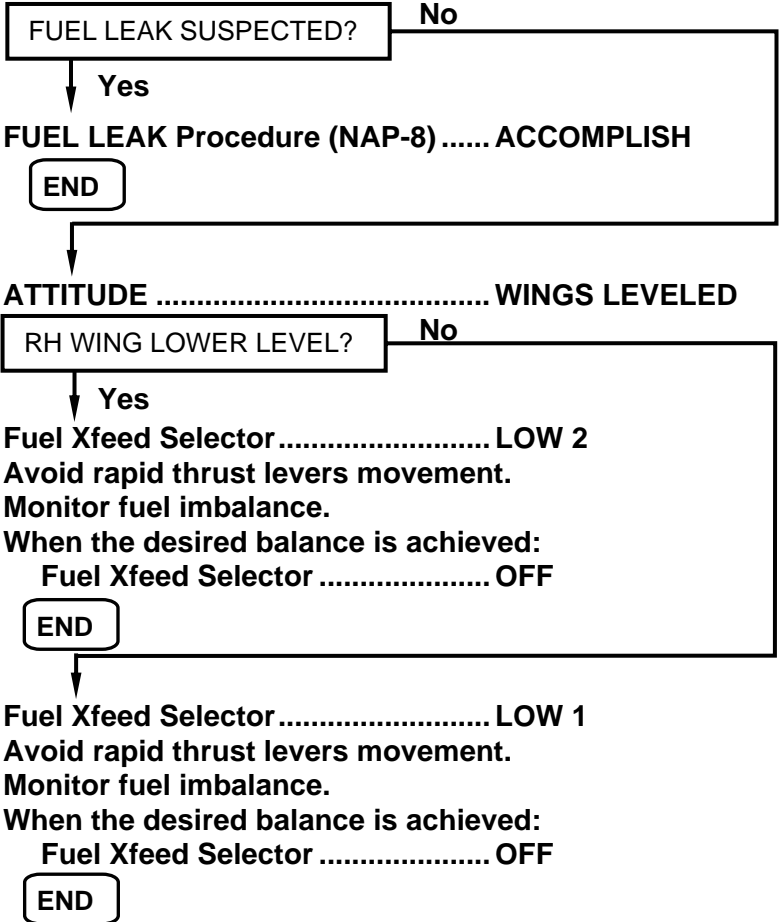 FUEL LEAK SUSPECTED? No
Yes
FUEL LEAK Procedure (NAP-8) ...... ACCOMPLISH
END
ATTITUDE ......................................... WINGS LEVELED
RH WING LOWER LEVEL? No
Yes
Fuel Xfeed Selector.......................... LOW 2
Avoid rapid thrust levers movement.
Monitor fuel imbalance.
When the desired balance is achieved:
Fuel Xfeed Selector ..................... OFF
END
Fuel Xfeed Selector.......................... LOW 1
Avoid rapid thrust levers movement.
Monitor fuel imbalance.
When the desired balance is achieved:
Fuel Xfeed Selector ..................... OFF
END